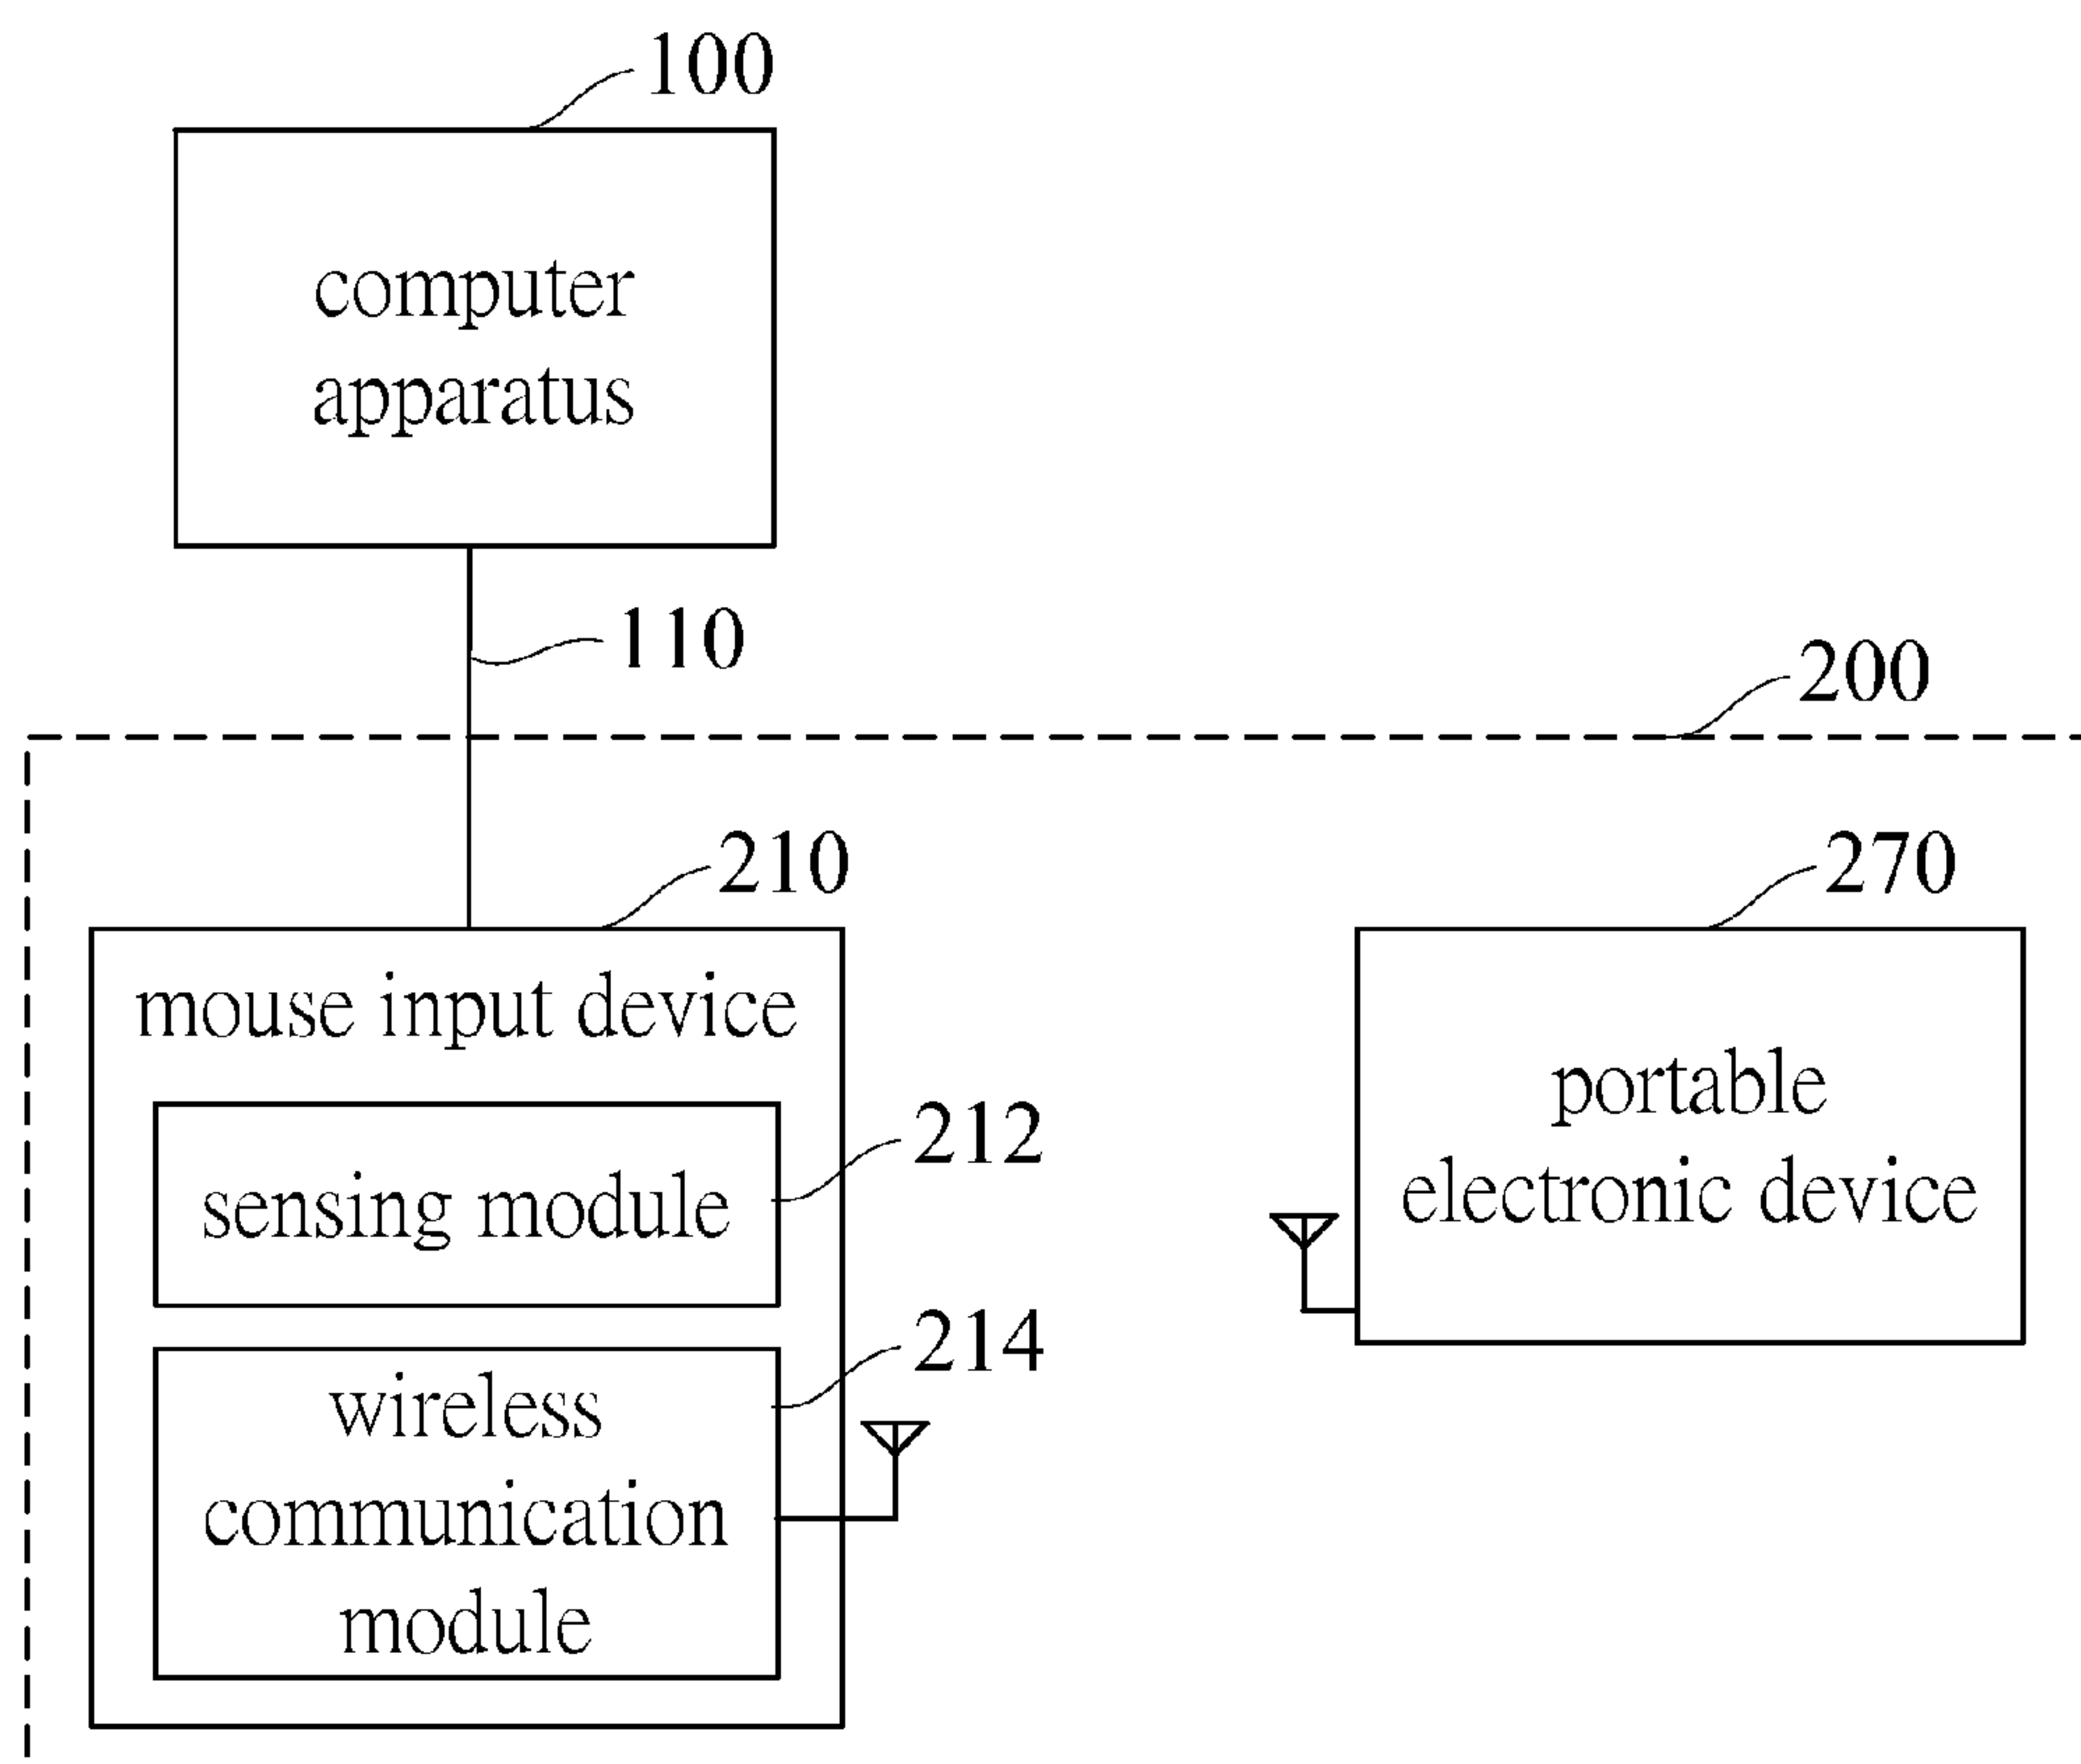 100
computer
apparatus
110
200
210
270
mouse input device
portable
electronic device
212
sensing module
214
wireless
communication
module